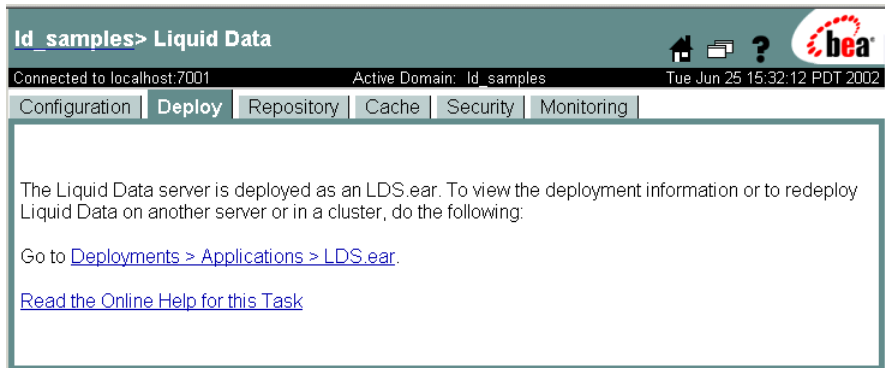 ld_samples> Liquid Data
? bea
Connected to localhost:7001 Active Domain: ld_samples Tue Jun 25 15:32:12 PDT 2002
Configuration Deploy Repository Cache Security Monitoring
The Liquid Data server is deployed as an LDS.ear. To view the deployment information or to redeploy
Liquid Data on another server or in a cluster, do the following:
Go to Deployments > Applications > LDS.ear.
Read the Online Help for this Task